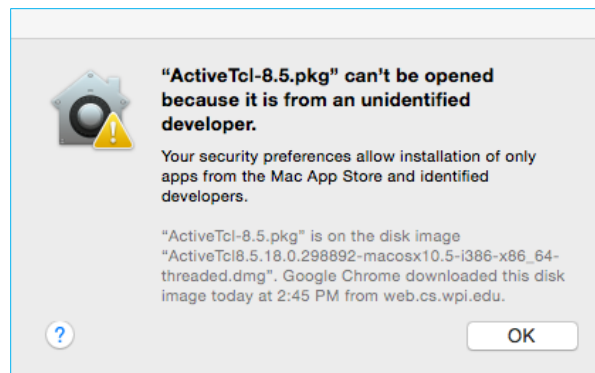 “ActiveTcl-8.5.pkg” can’t be opened
because it is from an unidentified
developer.
Your security preferences allow installation of only
apps from the Mac App Store and identified
developers.
“ActiveTcl-8.5.pkg” is on the disk image
“ActiveTcl8.5.18.0.298892-macosx10.5-i386-x86_64-
threaded.dmg”. Google Chrome downloaded this disk
image today at 2:45 PM from web.cs.wpi.edu.
?
OK